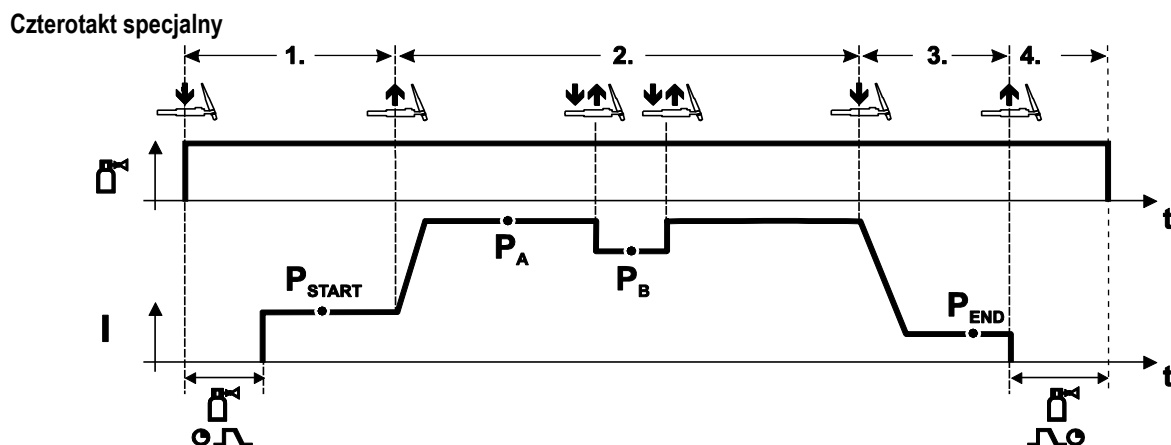 Czterotakt specjalny
1. 2. 3. 4.
t
P_A
P_B
P_START
P_END
I
t